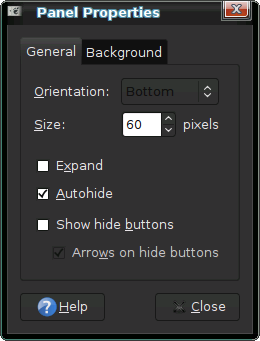 Panel Properties
General Background
Orientation: Bottom
Size: 60 pixels
Expand
Autohide
Show hide buttons
Arrows on hide buttons
Help Close